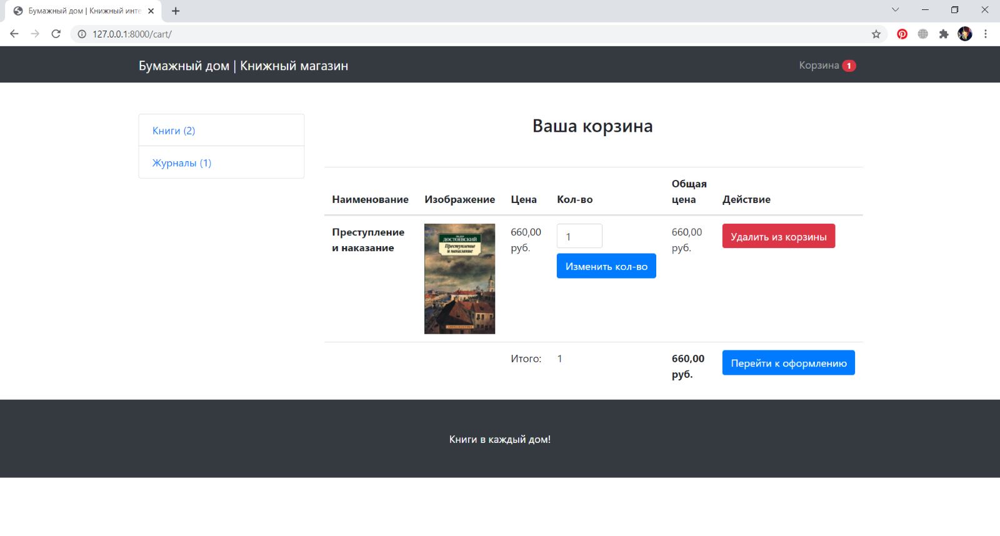 Бумажный дом | Книжный инте
127.0.0.1:8000/cart/
Бумажный дом | Книжный магазин
Корзина 1
Книги (2)
Журналы (1)
Ваша корзина
Наименование
Изображение
Цена
Кол-во
Общая
цена
Действие
Преступление
и наказание
ДОСТОЕВСКИЙ
Преступление
и наказание
660,00
руб.
1
Изменить кол-во
660,00
руб.
Удалить из корзины
Итого:
1
660,00
руб.
Перейти к оформлению
Книги в каждый дом!